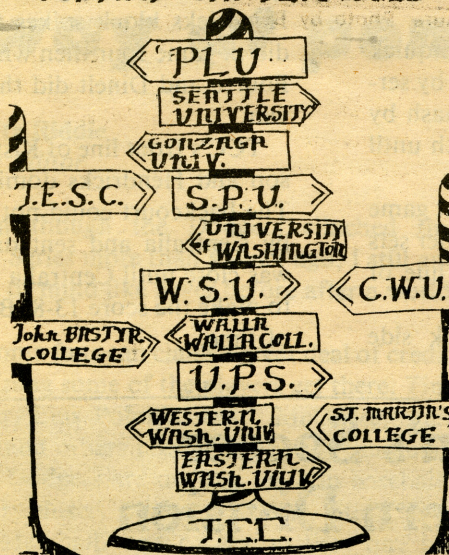 PLU
SEATTLE
UNIVERSITY
GONZAGA
UNIV.
T.E.S.C.
S.P.U.
UNIVERSITY
of WASHINGTON
W.S.U.
C.W.U.
John BASTYR
COLLEGE
WALLA
WALLA COLL.
U.P.S.
WESTERN
WASH. UNIV
ST. MARTIN'S
COLLEGE
EASTERN
WASH. UNIV
T.C.C.